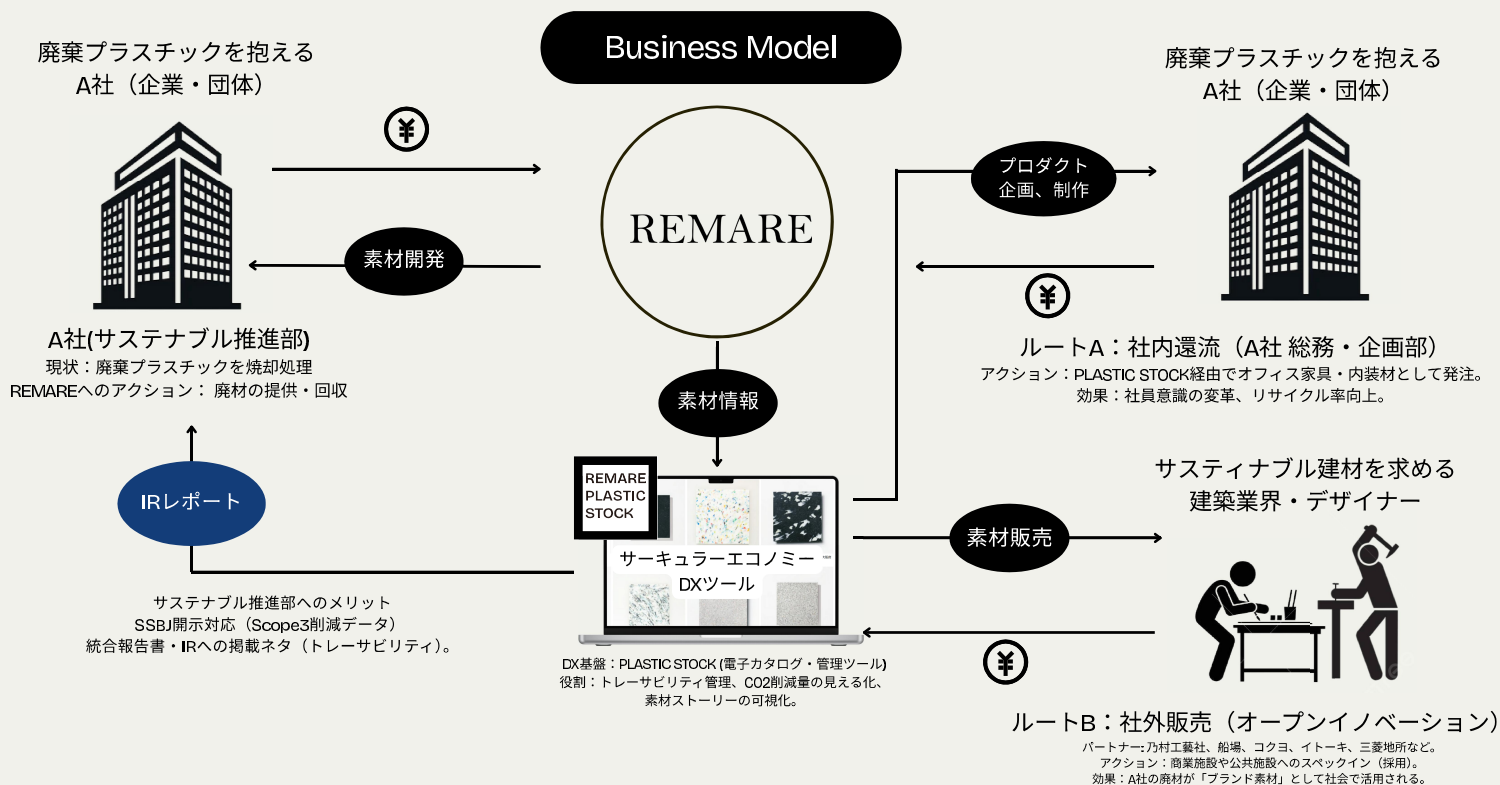 Business Model
廃棄プラスチックを抱える
A社（企業・団体）
¥
素材開発
A社(サステナブル推進部)
現状：廃棄プラスチックを焼却処理
REMAREへのアクション： 廃材の提供・回収
IRレポート
サステナブル推進部へのメリット
SSBJ開示対応（Scope3削減データ）
統合報告書・IRへの掲載ネタ（トレーサビリティ）。
REMARE
素材情報
REMARE
PLASTIC
STOCK
サーキュラーエコノミー
DXツール
DX基盤：PLASTIC STOCK (電子カタログ・管理ツール)
役割：トレーサビリティ管理、CO2削減量の見える化、
素材ストーリーの可視化。
廃棄プラスチックを抱える
A社（企業・団体）
プロダクト
企画、制作
¥
ルートA：社内還流（A社 総務・企画部）
アクション：PLASTIC STOCK経由でオフィス家具・内装材として発注。
効果：社員意識の変革、リサイクル率向上。
サスティナブル建材を求める
建築業界・デザイナー
素材販売
¥
ルートB：社外販売（オープンイノベーション）
パートナー: 乃村工藝社、船場、コクヨ、イトーキ、三菱地所など。
アクション：商業施設や公共施設へのスペックイン（採用）。
効果：A社の廃材が「ブランド素材」として社会で活用される。